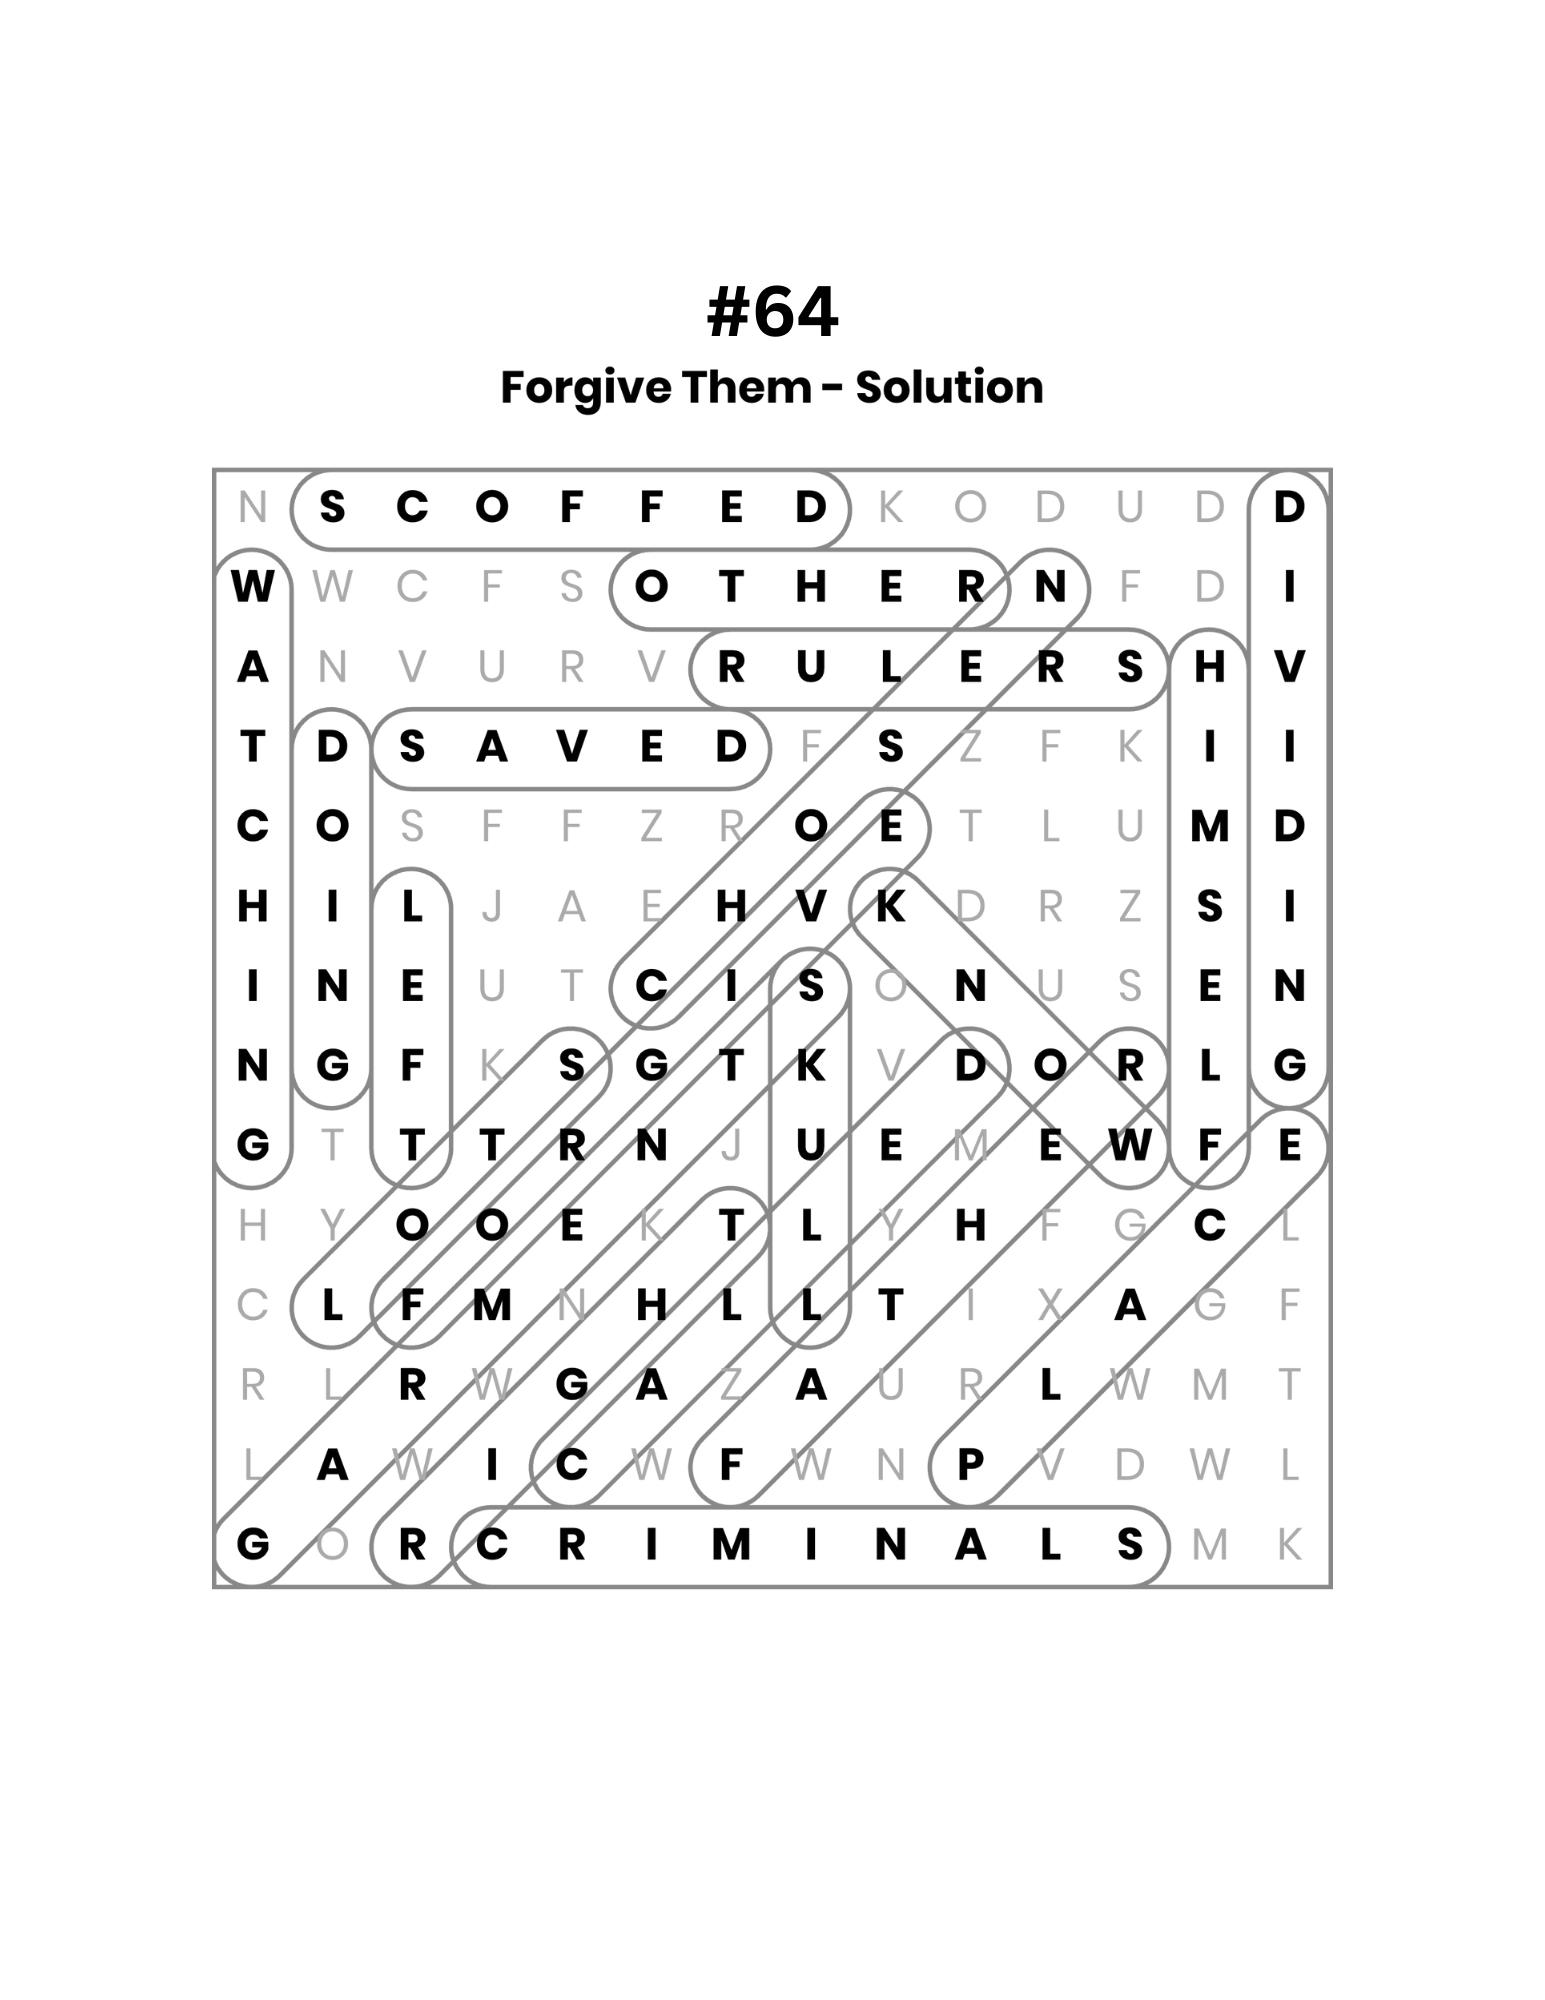 #64
Forgive Them - Solution
N S C O F F E D K O D U D D
W W C F S O T H E R N F D I
A N V U R V R U L E R S H V
T D S A V E D F S Z F K I I
C O S F F Z R O E T L U M D
H I L J A E H V K D R Z S I
I N E U T C I S O N U S E N
N G F K S G T K V D O R L G
G T T T R N J U E M E W F E
H Y O O E K T L Y H F G C L
C L F M N H L L T I X A G F
R L R W G A Z A U R L W M T
L A W I C W F W N P V D W L
G O R C R I M I N A L S M K